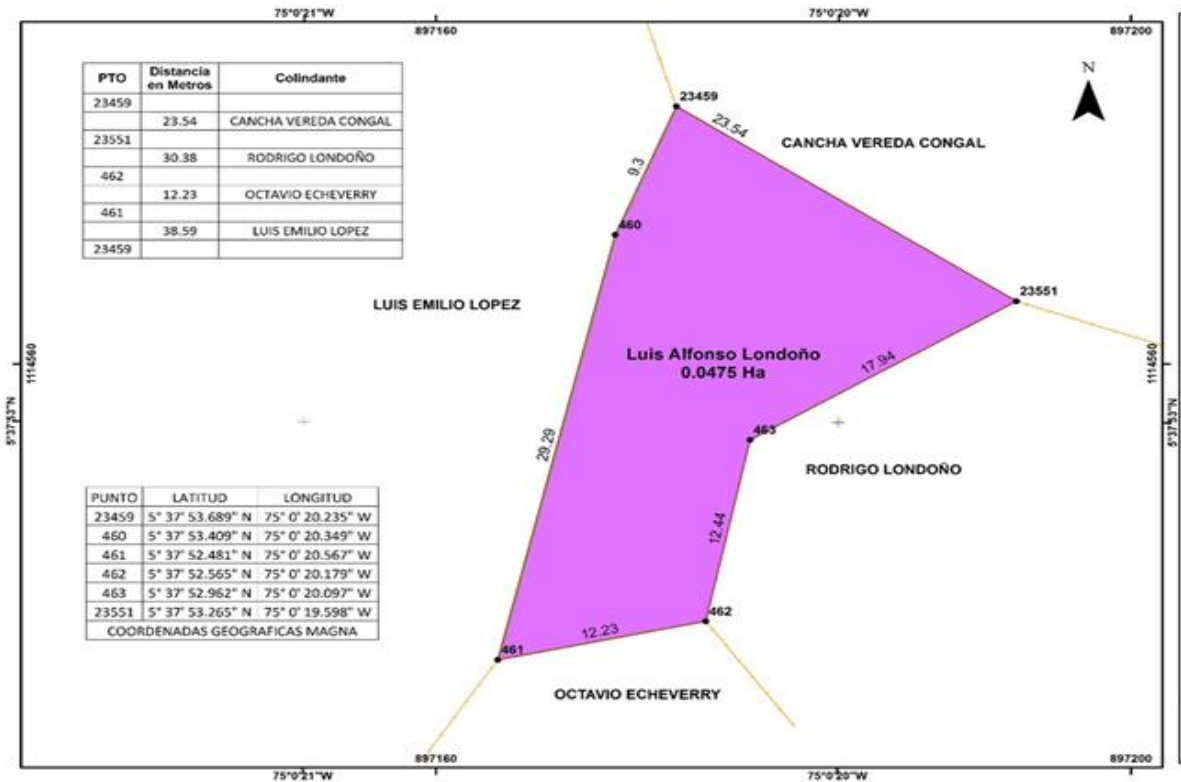 75°0'21"W 75°0'20"W
897160 897200
PTO Distancia en Metros Colindante
23459
23.54 CANCHA VEREDA CONGAL
23551
30.38 RODRIGO LONDOÑO
462
12.23 OCTAVIO ECHEVERRY
461
38.59 LUIS EMILIO LOPEZ
23459
N
23459
23.54
CANCHA VEREDA CONGAL
9.3
460
LUIS EMILIO LOPEZ
23551
Luis Alfonso Londoño
0.0475 Ha
17.94
1114560 1114560
5°37'53"N 5°37'53"N
463
29.29
RODRIGO LONDOÑO
12.44
PUNTO LATITUD LONGITUD
23459 5° 37' 53.689" N 75° 0' 20.235" W
460 5° 37' 53.409" N 75° 0' 20.349" W
461 5° 37' 52.481" N 75° 0' 20.567" W
462 5° 37' 52.565" N 75° 0' 20.179" W
463 5° 37' 52.962" N 75° 0' 20.097" W
23551 5° 37' 53.265" N 75° 0' 19.598" W
COORDENADAS GEOGRAFICAS MAGNA
462
12.23
461
OCTAVIO ECHEVERRY
897160 897200
75°0'21"W 75°0'20"W